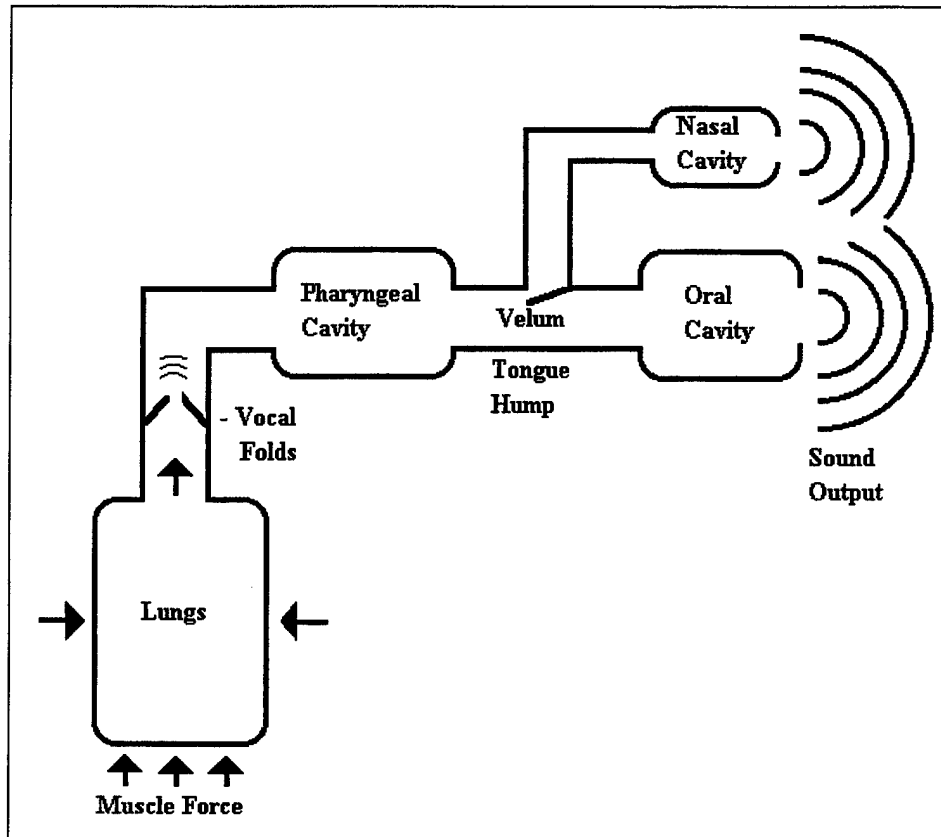 Nasal
Cavity
Pharyngeal
Cavity
Velum
Oral
Cavity
Tongue
Hump
- Vocal
Folds
Sound
Output
Lungs
Muscle Force